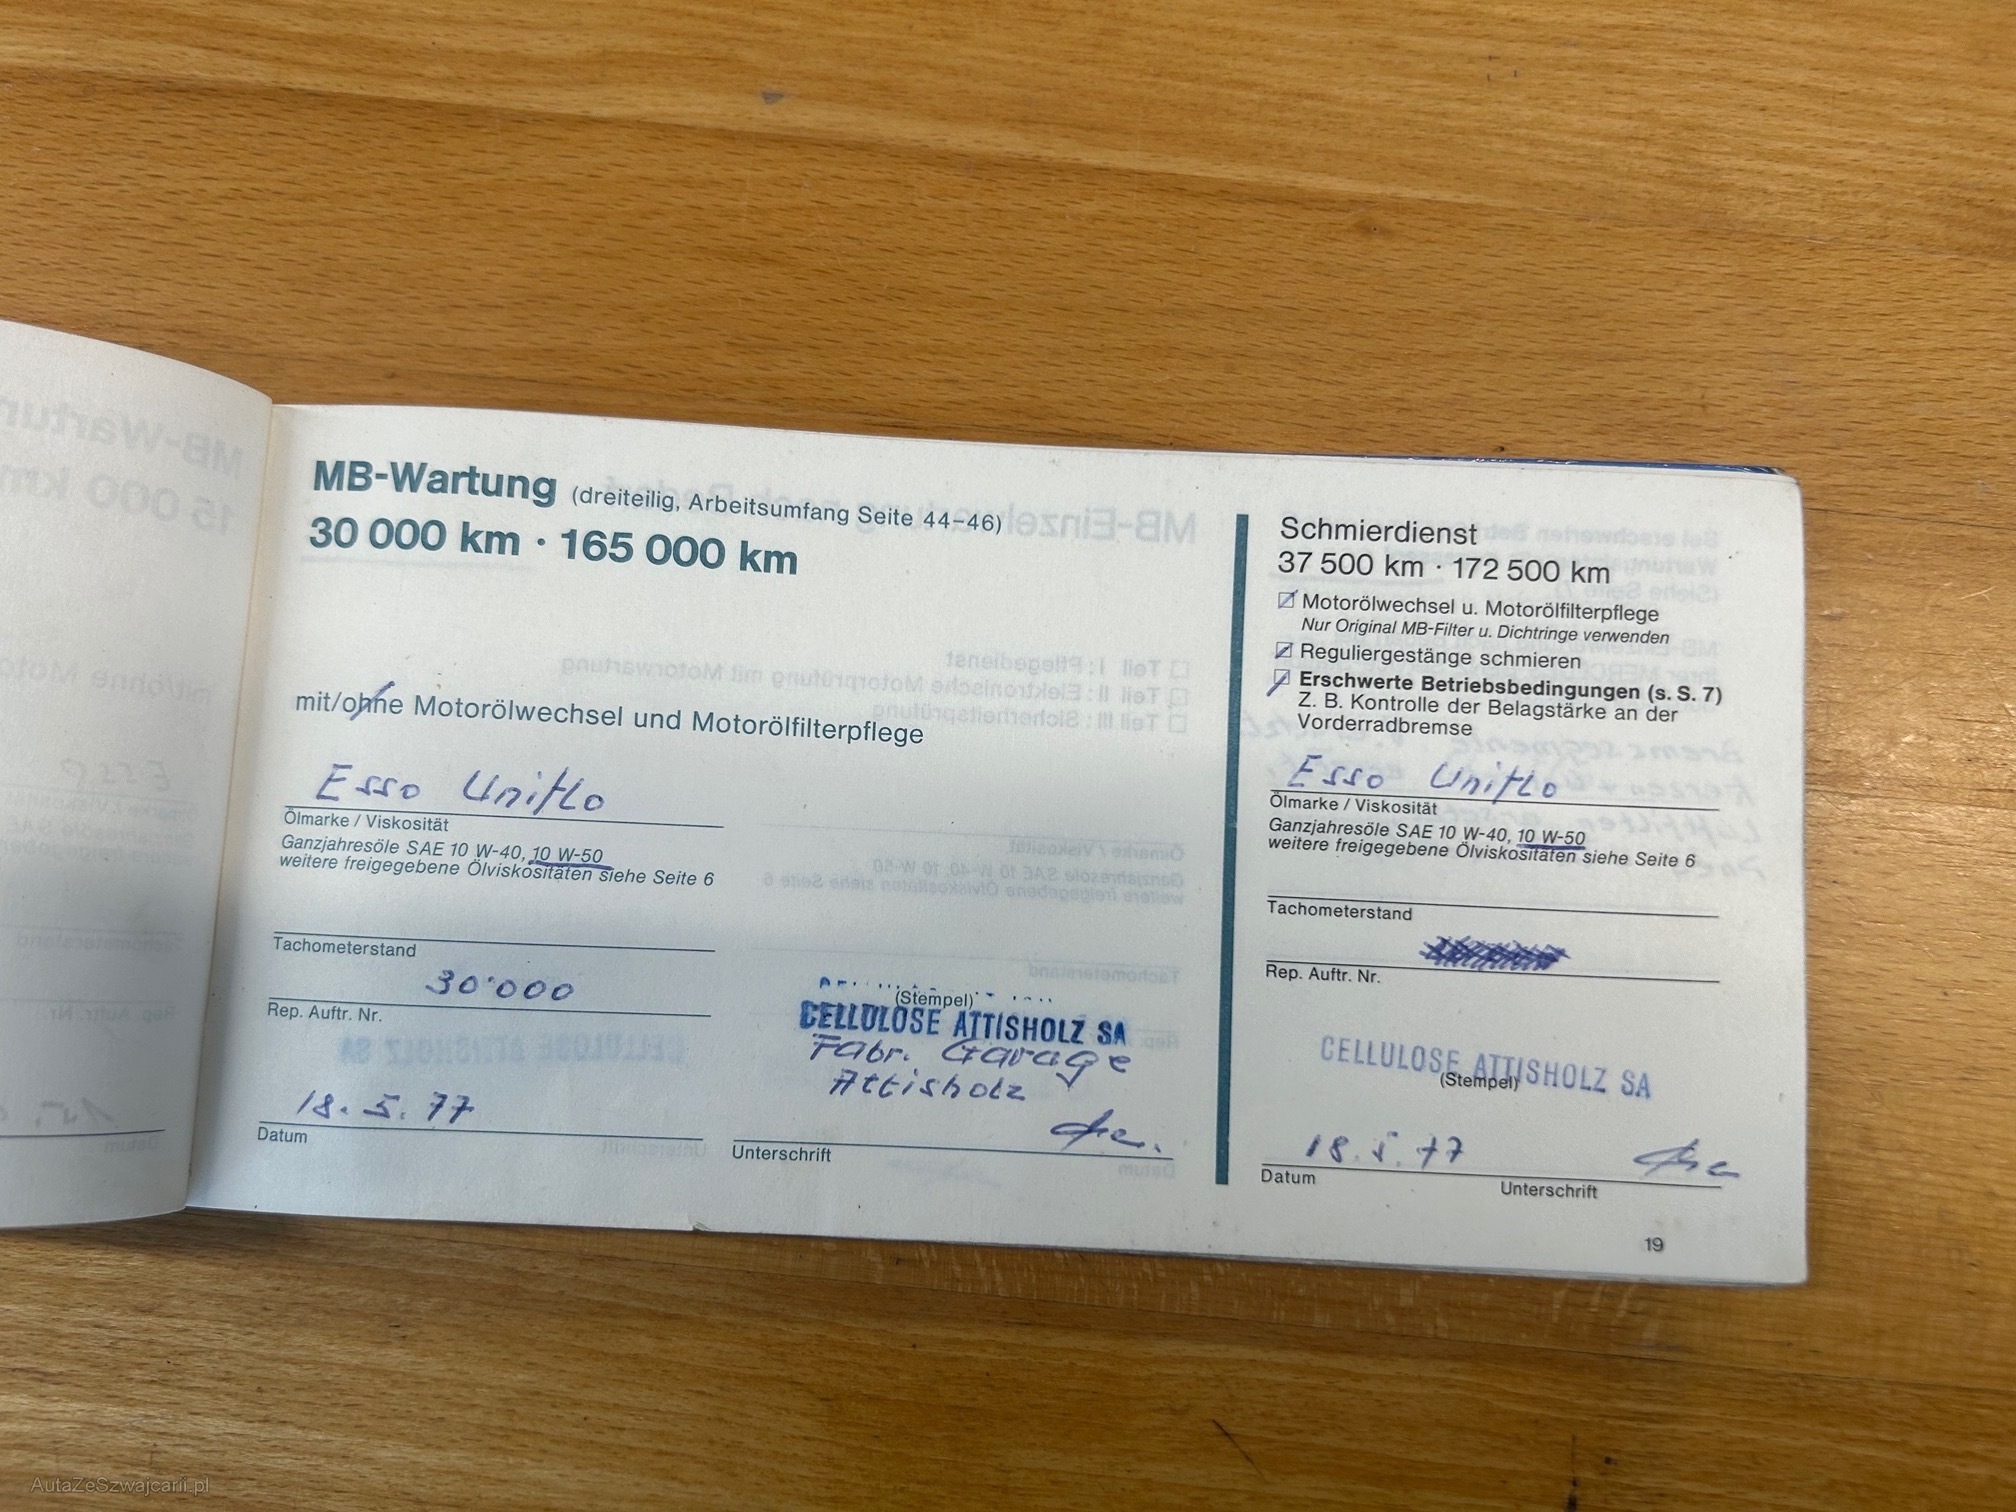 MB-Wartung (dreiteilig, Arbeitsumfang Seite 44-46)
30 000 km · 165 000 km
mit/ohne Motorölwechsel und Motorölfilterpflege
Esso Uniflo
Ölmarke / Viskosität
Ganzjahresöle SAE 10 W-40, 10 W-50
weitere freigegebene Ölviskositäten siehe Seite 6
Tachometerstand
30'000
Rep. Auftr. Nr.
18.5.77
Datum
(Stempel)
CELLULOSE ATTISHOLZ SA
Fabr. Garage
Attisholz
Unterschrift
Schmierdienst
37 500 km · 172 500 km
Motorölwechsel u. Motorölfilterpflege
Nur Original MB-Filter u. Dichtringe verwenden
Reguliergestänge schmieren
Erschwerte Betriebsbedingungen (s. S. 7)
Z. B. Kontrolle der Belagstärke an der
Vorderradbremse
Esso Uniflo
Ölmarke / Viskosität
Ganzjahresöle SAE 10 W-40, 10 W-50
weitere freigegebene Ölviskositäten siehe Seite 6
Tachometerstand
Rep. Auftr. Nr.
CELLULOSE ATTISHOLZ SA
(Stempel)
18.5.77
Datum
Unterschrift
19
AutaZeSzwajcarii.pl